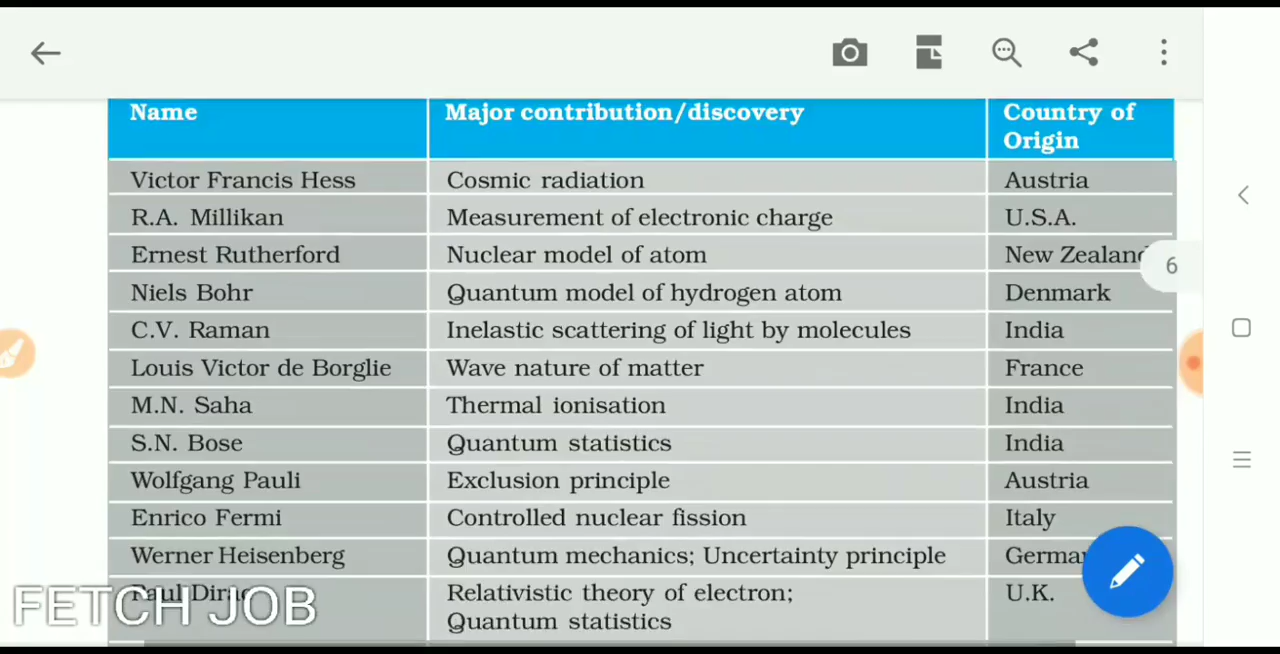 Name Major contribution/discovery Country of
Origin
Victor Francis Hess Cosmic radiation Austria
R.A. Millikan Measurement of electronic charge U.S.A.
Ernest Rutherford Nuclear model of atom New Zealand
6
Niels Bohr Quantum model of hydrogen atom Denmark
C.V. Raman Inelastic scattering of light by molecules India
Louis Victor de Borglie Wave nature of matter France
M.N. Saha Thermal ionisation India
S.N. Bose Quantum statistics India
Wolfgang Pauli Exclusion principle Austria
Enrico Fermi Controlled nuclear fission Italy
Werner Heisenberg Quantum mechanics; Uncertainty principle
Paul Dirac Relativistic theory of electron; U.K.
Quantum statistics
FETCH JOB